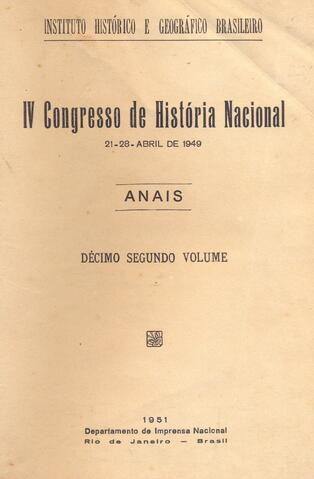 INSTITUTO HISTÓRICO E GEOGRÁFICO BRASILEIRO
IV Congresso de História Nacional
21-28-ABRIL DE 1949
ANAIS
DÉCIMO SEGUNDO VOLUME
1951
Departamento de Imprensa Nacional
Rio de Janeiro — Brasil